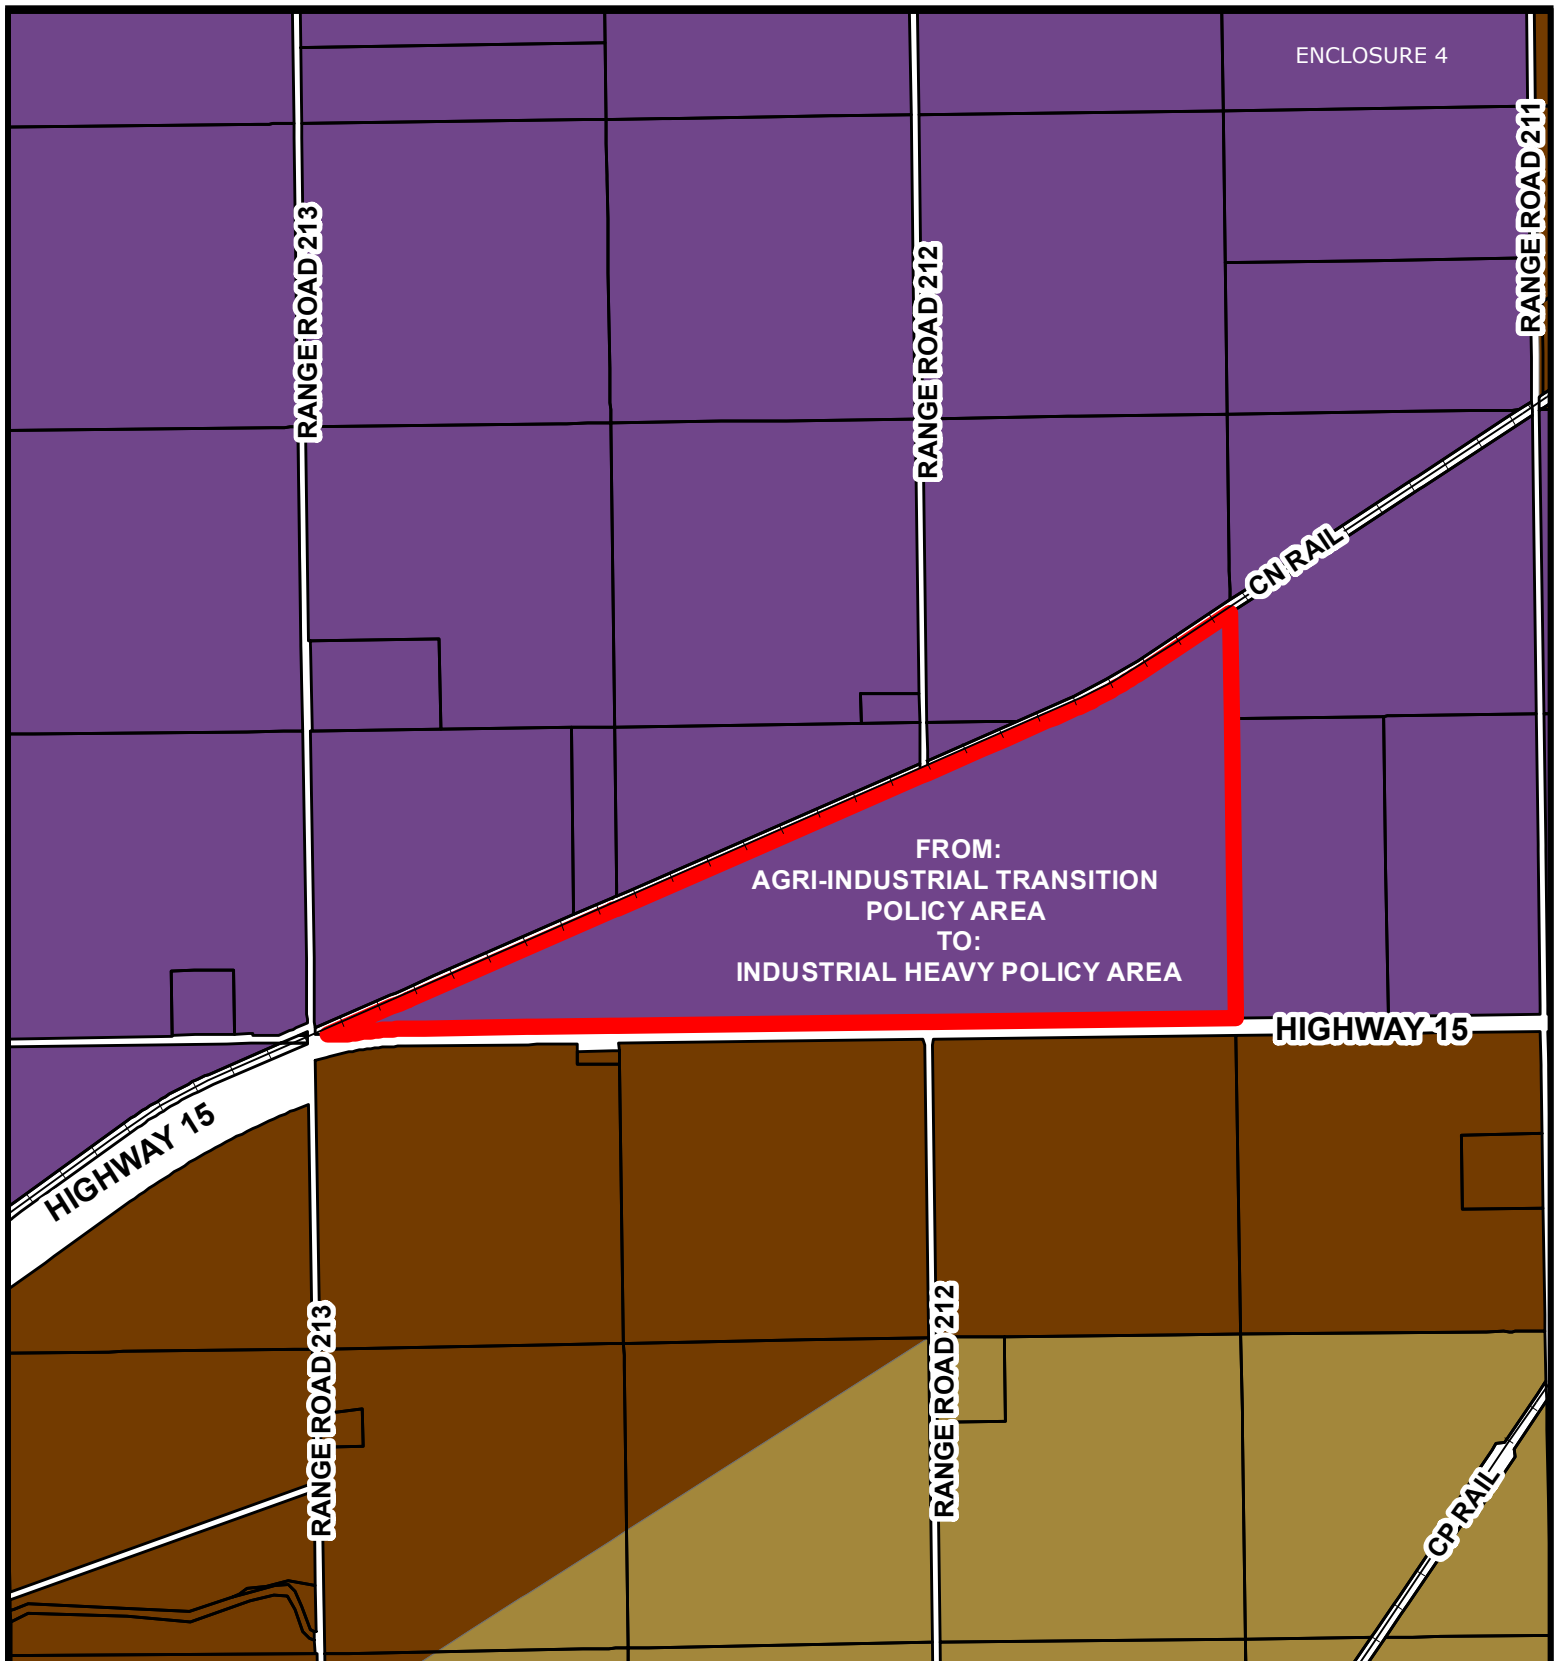 ENCLOSURE 4
RANGE ROAD 211
RANGE ROAD 213
RANGE ROAD 212
CN RAIL
FROM:
AGRI-INDUSTRIAL TRANSITION
POLICY AREA
TO:
INDUSTRIAL HEAVY POLICY AREA
HIGHWAY 15
HIGHWAY 15
RANGE ROAD 213
RANGE ROAD 212
CP RAIL